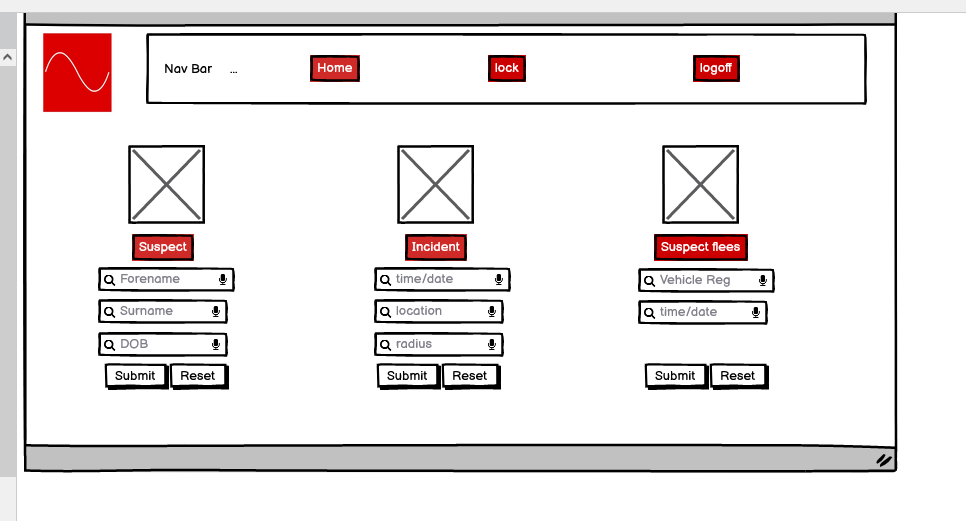 Nav Bar ... Home lock logoff
Suspect Incident Suspect flees
Forename time/date Vehicle Reg
Surname location time/date
DOB radius
Submit Reset Submit Reset Submit Reset